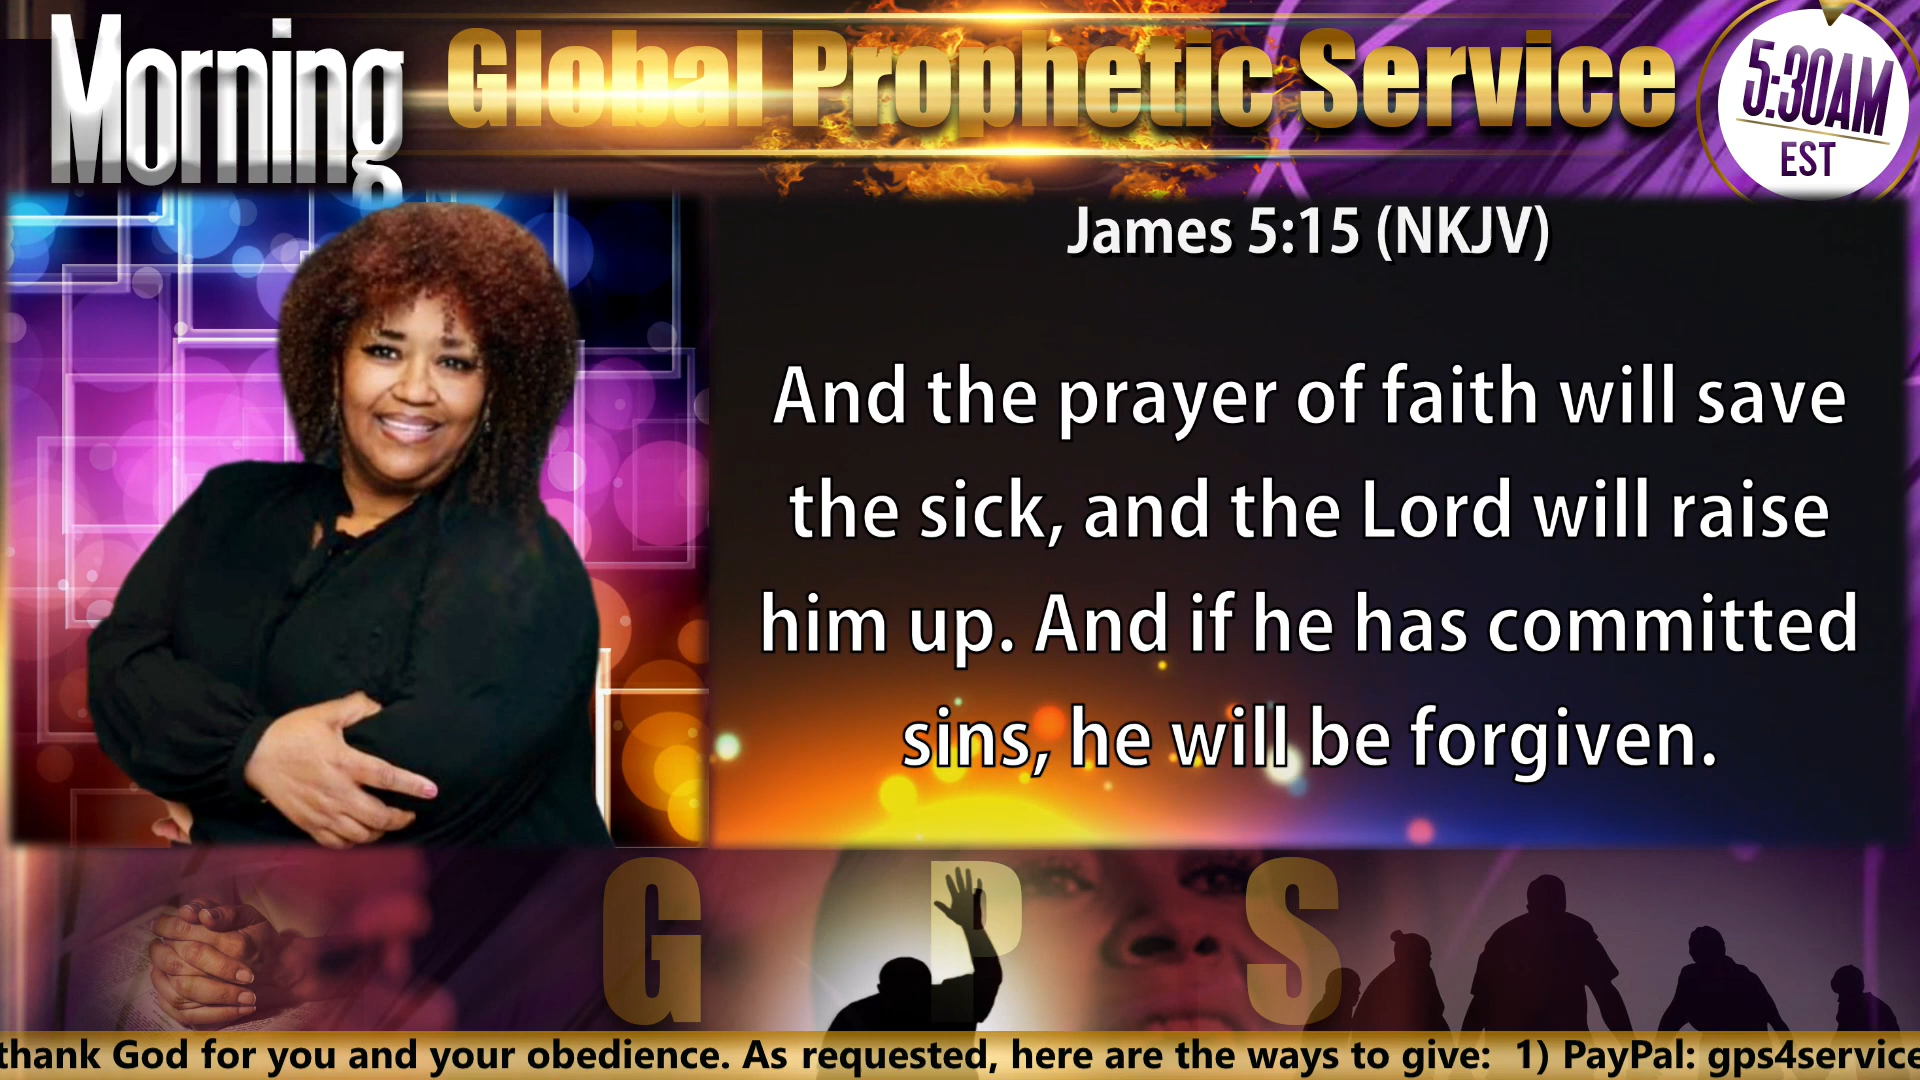 Morning
Global Prophetic Service
5:30AM
EST
James 5:15 (NKJV)
And the prayer of faith will save
the sick, and the Lord will raise
him up. And if he has committed
sins, he will be forgiven.
G P S
thank God for you and your obedience. As requested, here are the ways to give: 1) PayPal: gps4service